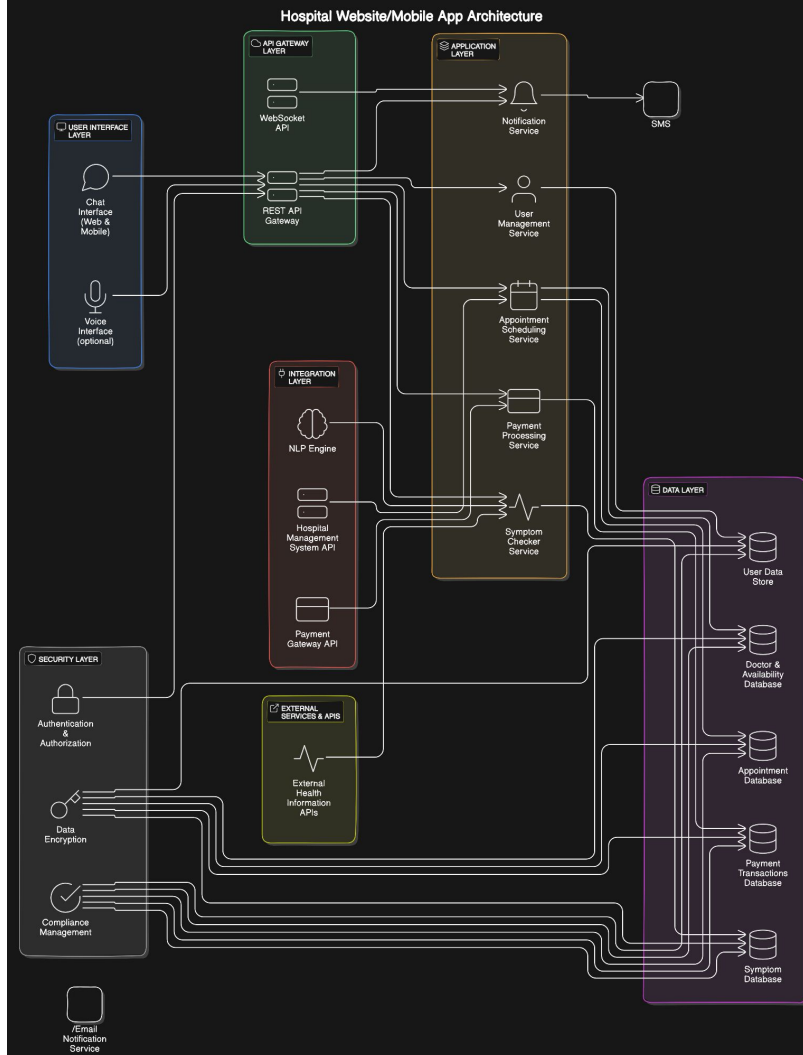 Hospital Website/Mobile App Architecture
API GATEWAY
LAYER
WebSocket
API
REST API
Gateway
APPLICATION
LAYER
Notification
Service
User
Management
Service
Appointment
Scheduling
Service
Payment
Processing
Service
Symptom
Checker
Service
SMS
USER INTERFACE
LAYER
Chat
Interface
(Web &
Mobile)
Voice
Interface
(optional)
INTEGRATION
LAYER
NLP Engine
Hospital
Management
System API
Payment
Gateway API
DATA LAYER
User Data
Store
Doctor &
Availability
Database
Appointment
Database
Payment
Transactions
Database
Symptom
Database
SECURITY LAYER
Authentication
&
Authorization
Data
Encryption
Compliance
Management
EXTERNAL
SERVICES & APIS
External
Health
Information
APIs
/Email
Notification
Service